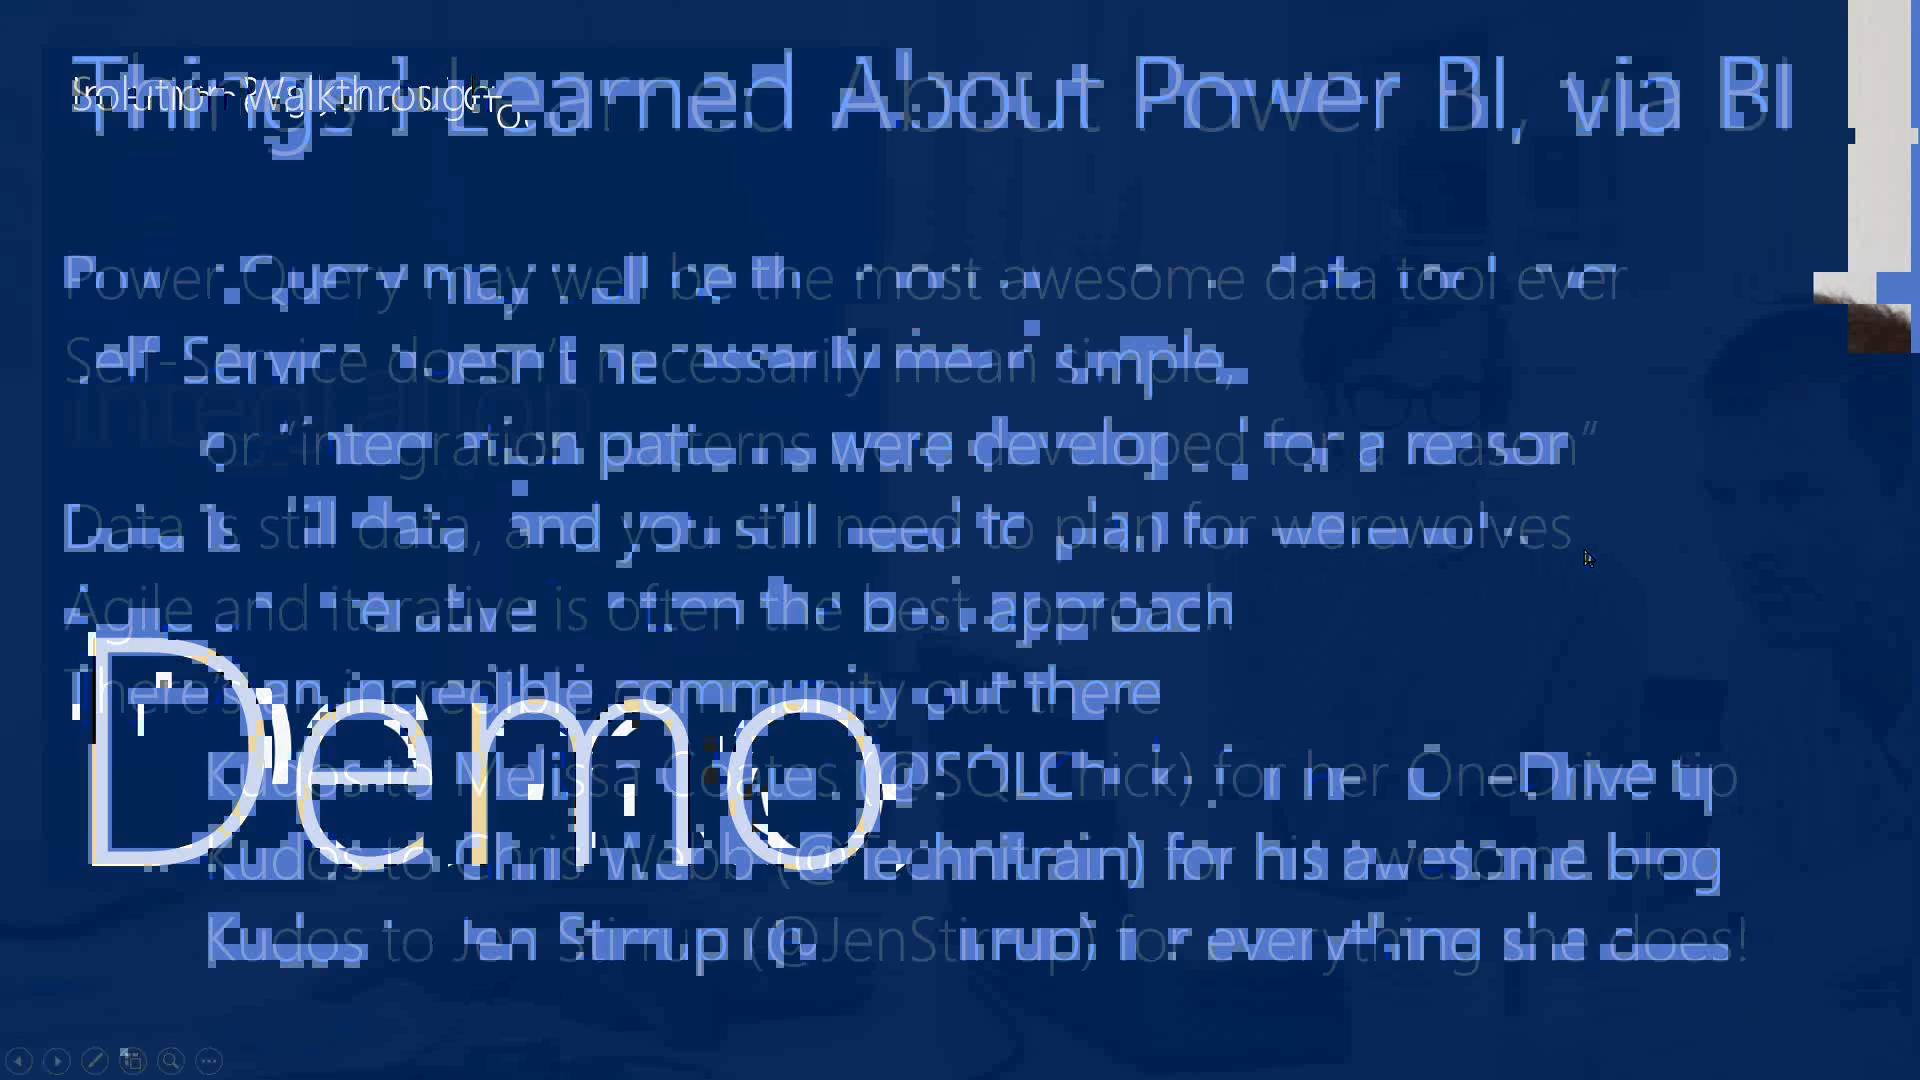 Things I Learned About Power BI, via BI
Solution Walkthrough
Power Query may well be the most awesome data tool ever
Self-Service doesn't necessarily mean simple,
or "integration patterns were developed for a reason"
integration
Data is still data, and you still need to plan for werewolves
Agile and iterative is often the best approach
There's an incredible community out there
Demo
Kudos to Melissa Coates (@SQLChick) for her OneDrive tip
Kudos to Chris Webb (@Technitrain) for his awesome blog
Kudos to Jen Stirrup (@JenStirrup) for everything she does!